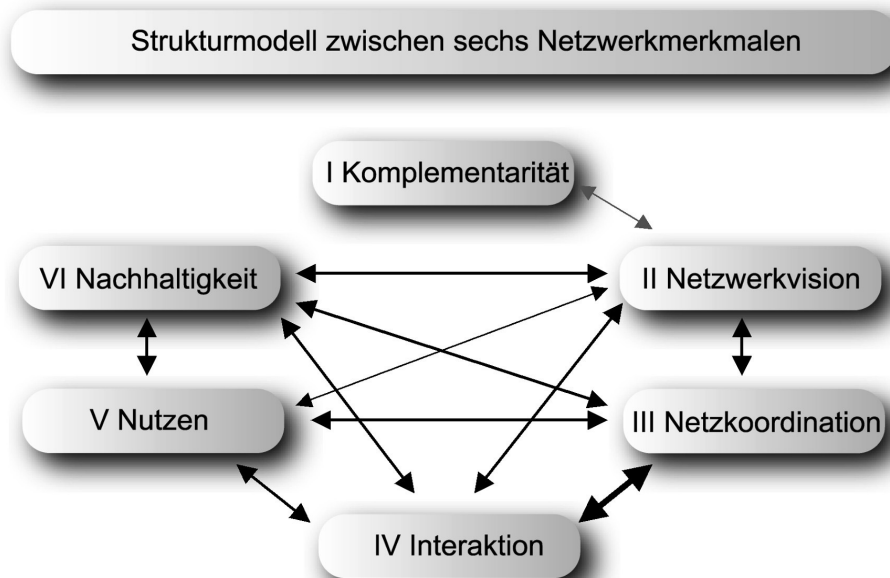 Strukturmodell zwischen sechs Netzwerkmerkmalen
I Komplementarität
VI Nachhaltigkeit
II Netzwerkvision
V Nutzen
III Netzkoordination
IV Interaktion